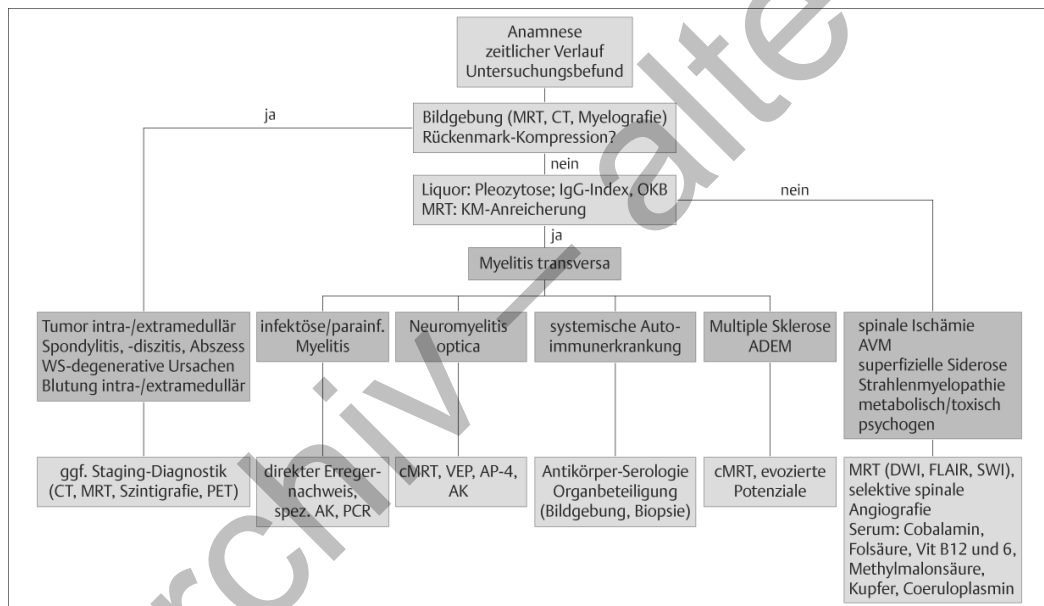 Anamnese
zeitlicher Verlauf
Untersuchungsbefund
ja
Bildgebung (MRT, CT, Myelografie)
Rückenmark-Kompression?
nein
Liquor: Pleozytose; IgG-Index, OKB
MRT: KM-Anreicherung
nein
ja
Myelitis transversa
Tumor intra-/extramedullär
Spondylitis, -diszitis, Abszess
WS-degenerative Ursachen
Blutung intra-/extramedullär
infektöse/parainf.
Myelitis
Neuromyelitis
optica
systemische Auto-
immunerkrankung
Multiple Sklerose
ADEM
spinale Ischämie
AVM
superfizielle Siderose
Strahlenmyelopathie
metabolisch/toxisch
psychogen
ggf. Staging-Diagnostik
(CT, MRT, Szintigrafie, PET)
direkter Erreger-
nachweis,
spez. AK, PCR
cMRT, VEP, AP-4,
AK
Antikörper-Serologie
Organbeteiligung
(Bildgebung, Biopsie)
cMRT, evozierte
Potenziale
MRT (DWI, FLAIR, SWI),
selektive spinale
Angiografie
Serum: Cobalamin,
Folsäure, Vit B12 und 6,
Methylmalonsäure,
Kupfer, Coeruloplasmin
rchiv – alte